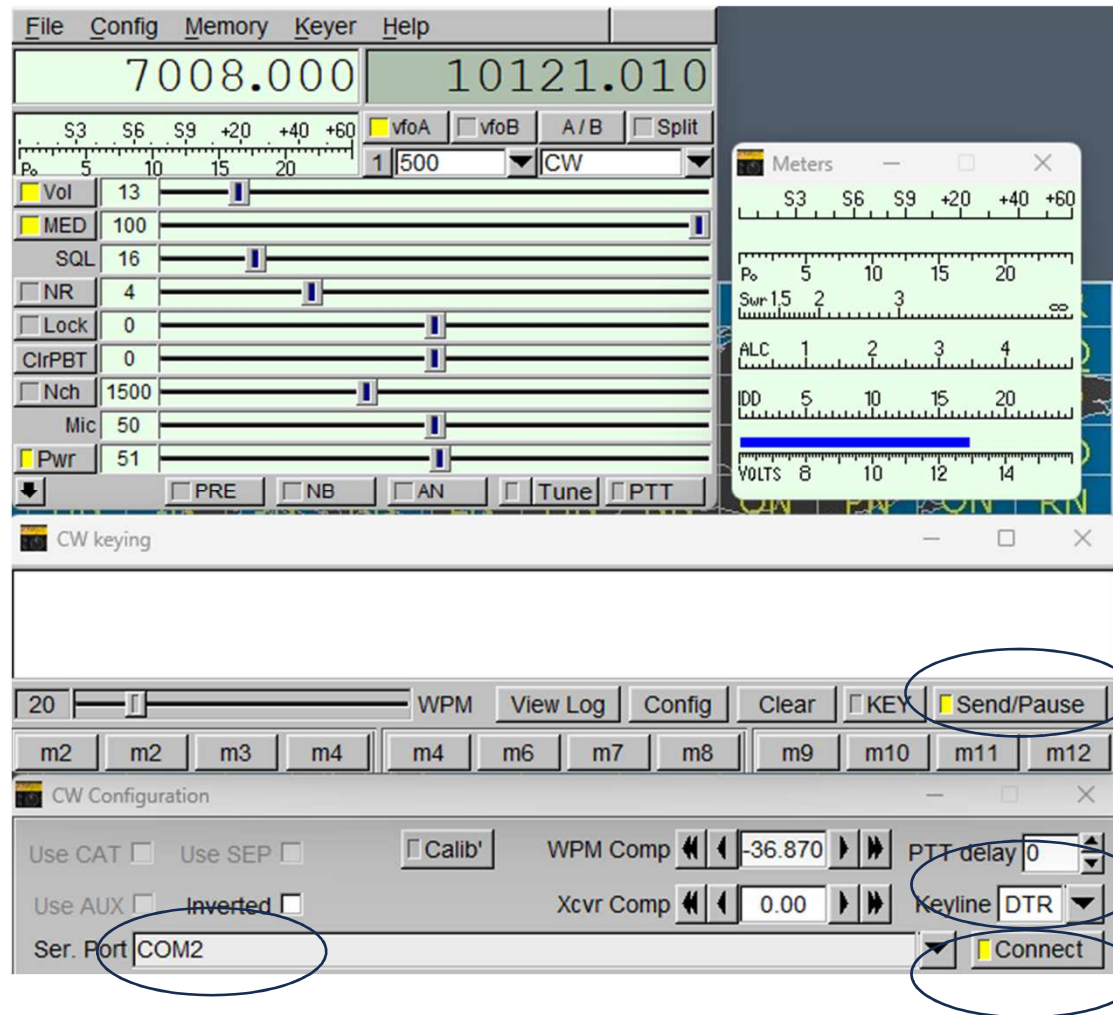 File Config Memory Keyer Help
7008.000 10121.010
S3 S6 S9 +20 +40 +60
Po 5 10 15 20
vfoA vfoB A / B Split
1 500 CW
Vol 13
MED 100
SQL 16
NR 4
Lock 0
ClrPBT 0
Nch 1500
Mic 50
Pwr 51
PRE NB AN Tune PTT
Meters
S3 S6 S9 +20 +40 +60
Po 5 10 15 20
Swr 1.5 2 3 ∞
ALC 1 2 3 4
IDD 5 10 15 20
VOLTS 8 10 12 14
ON PN QN RN
CW keying
20 WPM View Log Config Clear KEY Send/Pause
m2 m2 m3 m4 m4 m6 m7 m8 m9 m10 m11 m12
CW Configuration
Use CAT Use SEP Calib' WPM Comp -36.870 PTT delay 0
Use AUX Inverted Xcvr Comp 0.00 Keyline DTR
Ser. Port COM2 Connect